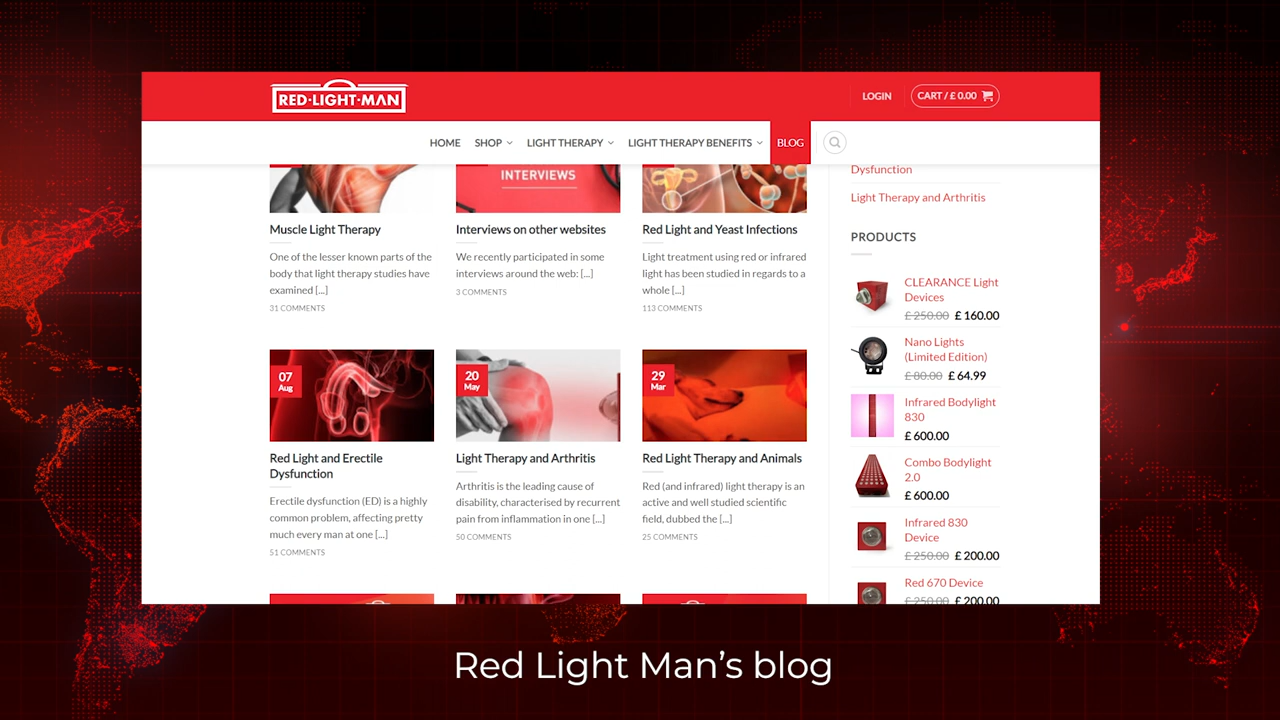 RED·LIGHT·MAN
LOGIN
CART / £ 0.00
HOME
SHOP
LIGHT THERAPY
LIGHT THERAPY BENEFITS
BLOG
INTERVIEWS
Muscle Light Therapy
One of the lesser known parts of the
body that light therapy studies have
examined [...]
31 COMMENTS
Interviews on other websites
We recently participated in some
interviews around the web: [...]
3 COMMENTS
Red Light and Yeast Infections
Light treatment using red or infrared
light has been studied in regards to a
whole [...]
113 COMMENTS
07
Aug
Red Light and Erectile
Dysfunction
Erectile dysfunction (ED) is a highly
common problem, affecting pretty
much every man at one [...]
51 COMMENTS
20
May
Light Therapy and Arthritis
Arthritis is the leading cause of
disability, characterised by recurrent
pain from inflammation in one [...]
50 COMMENTS
29
Mar
Red Light Therapy and Animals
Red (and infrared) light therapy is an
active and well studied scientific
field, dubbed the [...]
25 COMMENTS
Dysfunction
Light Therapy and Arthritis
PRODUCTS
CLEARANCE Light
Devices
£ 250.00 £ 160.00
Nano Lights
(Limited Edition)
£ 80.00 £ 64.99
Infrared Bodylight
830
£ 600.00
Combo Bodylight
2.0
£ 600.00
Infrared 830
Device
£ 250.00 £ 200.00
Red 670 Device
£ 250.00 £ 200.00
Red Light Man's blog